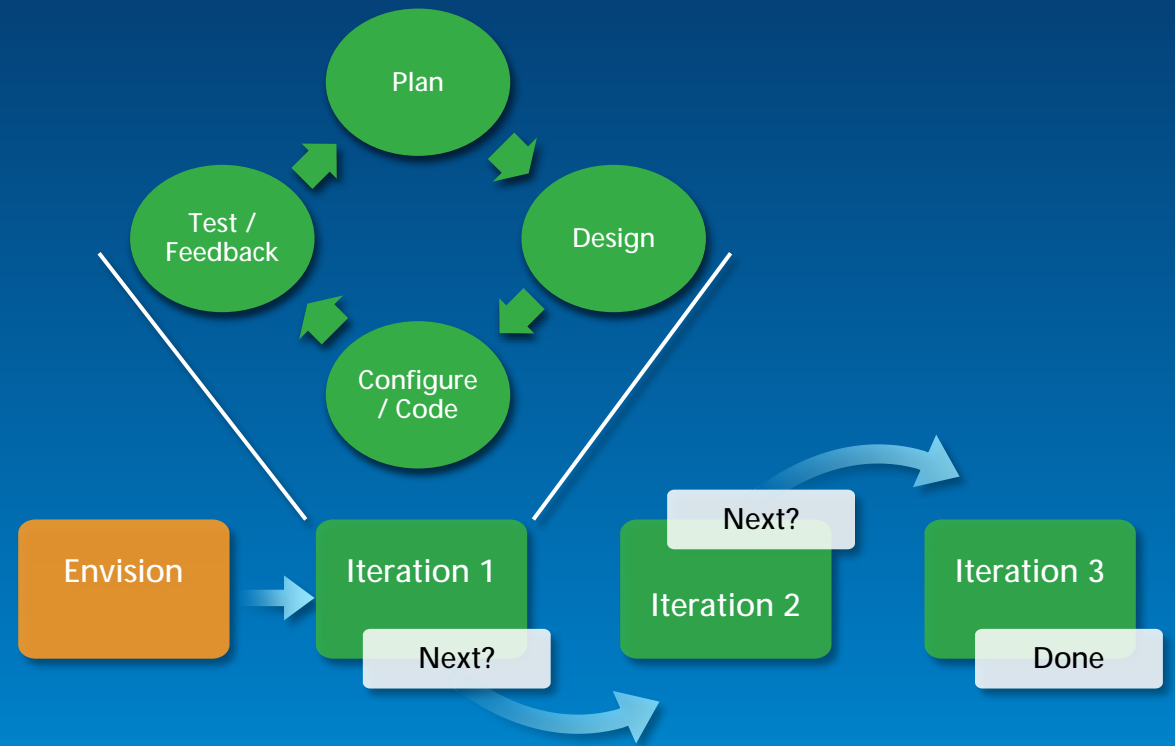 Plan
Test /
Feedback
Design
Configure
/ Code
Envision
Iteration 1
Next?
Next?
Iteration 2
Iteration 3
Done